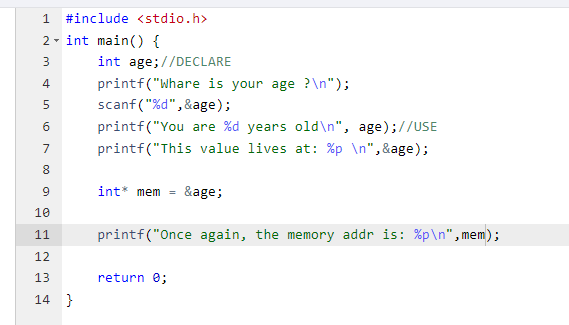 1 #include <stdio.h>
2 int main() {
3 int age;//DECLARE
4 printf("Whare is your age ?\n");
5 scanf("%d",&age);
6 printf("You are %d years old\n", age);//USE
7 printf("This value lives at: %p \n",&age);
8
9 int* mem = &age;
10
11 printf("Once again, the memory addr is: %p\n",mem);
12
13 return 0;
14 }